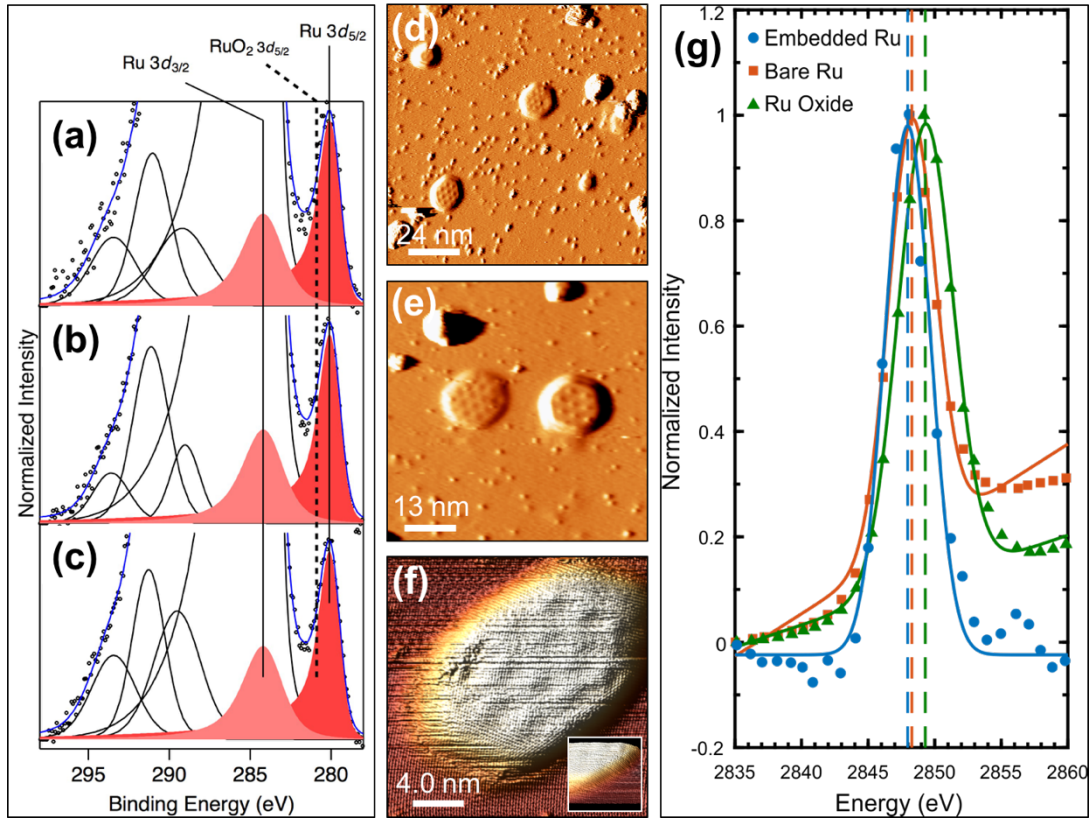 Ru 3d5/2
RuO2 3d5/2
Ru 3d3/2
(a)
(b)
(c)
Normalized Intensity
295 290 285 280
Binding Energy (eV)
(d)
24 nm
(e)
13 nm
(f)
4.0 nm
(g)
Embedded Ru
Bare Ru
Ru Oxide
1.2
1
0.8
0.6
0.4
0.2
0
-0.2
Normalized Intensity
2835 2840 2845 2850 2855 2860
Energy (eV)